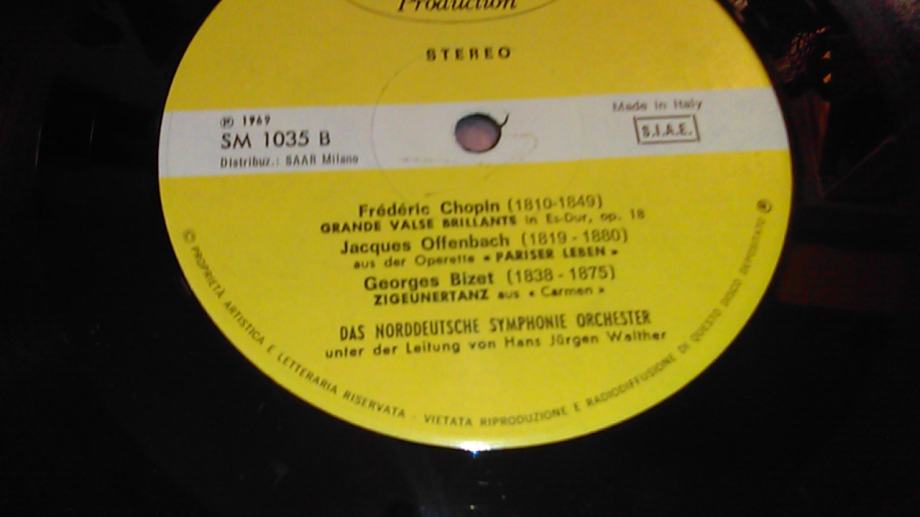 Production
STEREO
℗ 1969
SM 1035 B
Distribuz.: SAAR Milano
Made in Italy
S.I.A.E.
Frédéric Chopin (1810-1849)
GRANDE VALSE BRILLANTE in Es-Dur, op. 18
Jacques Offenbach (1819 - 1880)
aus der Operette « PARISER LEBEN »
Georges Bizet (1838 - 1875)
ZIGEUNERTANZ aus « Carmen »
DAS NORDDEUTSCHE SYMPHONIE ORCHESTER
unter der Leitung von Hans Jürgen Walther
© PROPRIETÀ ARTISTICA E LETTERARIA RISERVATA - VIETATA RIPRODUZIONE E RADIODIFFUSIONE DI QUESTO DISCO DEPOSITATO ®